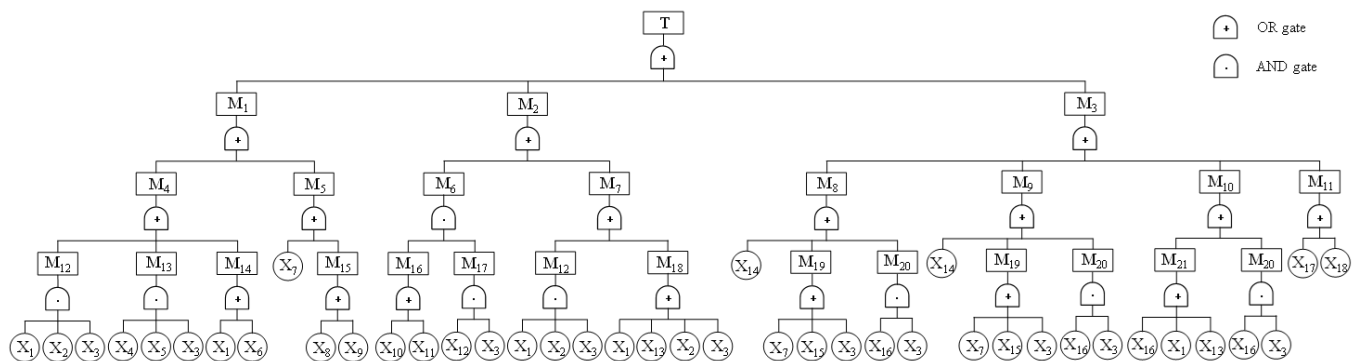 T
+
+ OR gate
· AND gate
M₁ M₂ M₃
+ + +
M₄ M₅ M₆ M₇ M₈ M₉ M₁₀ M₁₁
+ + · + + + + +
M₁₂ M₁₃ M₁₄ X₇ M₁₅ M₁₆ M₁₇ M₁₂ M₁₈ X₁₄ M₁₉ M₂₀ X₁₄ M₁₉ M₂₀ M₂₁ M₂₀ X₁₇ X₁₈
· · + + + · · + + · + · + ·
X₁ X₂ X₃ X₄ X₅ X₃ X₁ X₆ X₈ X₉ X₁₀ X₁₁ X₁₂ X₃ X₁ X₂ X₃ X₁ X₁₃ X₂ X₃ X₇ X₁₅ X₃ X₁₆ X₃ X₇ X₁₅ X₃ X₁₆ X₃ X₁₆ X₁ X₁₃ X₁₆ X₃